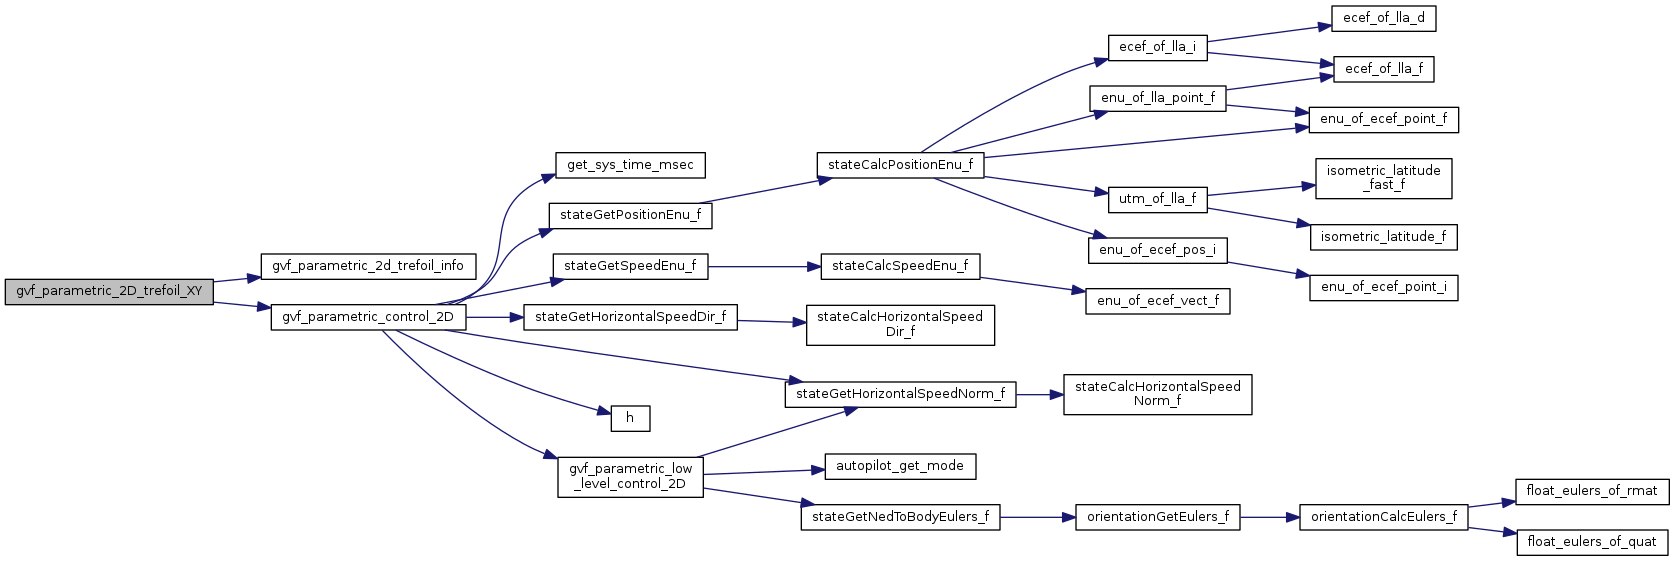 gvf_parametric_2D_trefoil_XY
gvf_parametric_2d_trefoil_info
gvf_parametric_control_2D
get_sys_time_msec
stateGetPositionEnu_f
stateGetSpeedEnu_f
stateGetHorizontalSpeedDir_f
h
gvf_parametric_low
_level_control_2D
stateCalcPositionEnu_f
stateCalcSpeedEnu_f
stateCalcHorizontalSpeed
Dir_f
stateGetHorizontalSpeedNorm_f
autopilot_get_mode
stateGetNedToBodyEulers_f
ecef_of_lla_i
enu_of_lla_point_f
utm_of_lla_f
enu_of_ecef_pos_i
enu_of_ecef_vect_f
stateCalcHorizontalSpeed
Norm_f
orientationGetEulers_f
ecef_of_lla_d
ecef_of_lla_f
enu_of_ecef_point_f
isometric_latitude
_fast_f
isometric_latitude_f
enu_of_ecef_point_i
orientationCalcEulers_f
float_eulers_of_rmat
float_eulers_of_quat